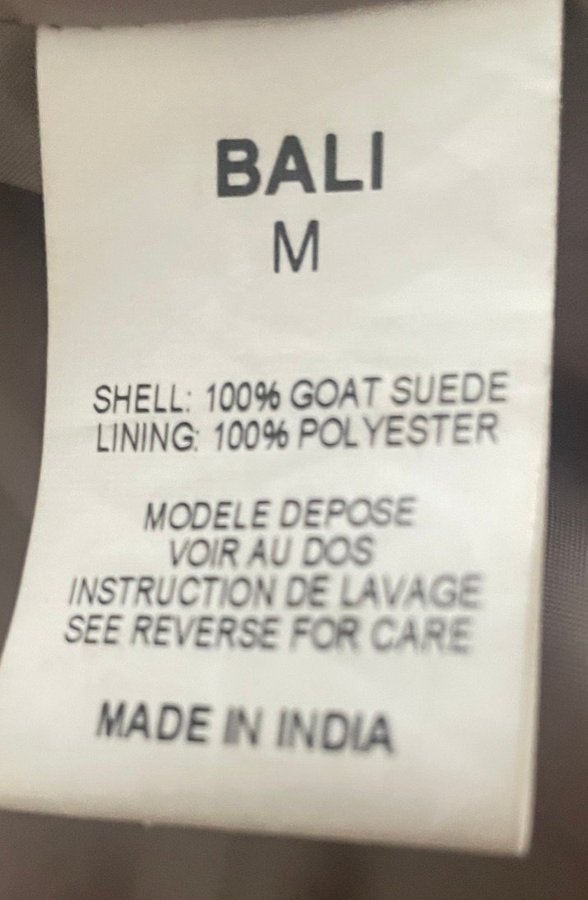 BALI
M
SHELL: 100% GOAT SUEDE
LINING: 100% POLYESTER
MODELE DEPOSE
VOIR AU DOS
INSTRUCTION DE LAVAGE
SEE REVERSE FOR CARE
MADE IN INDIA